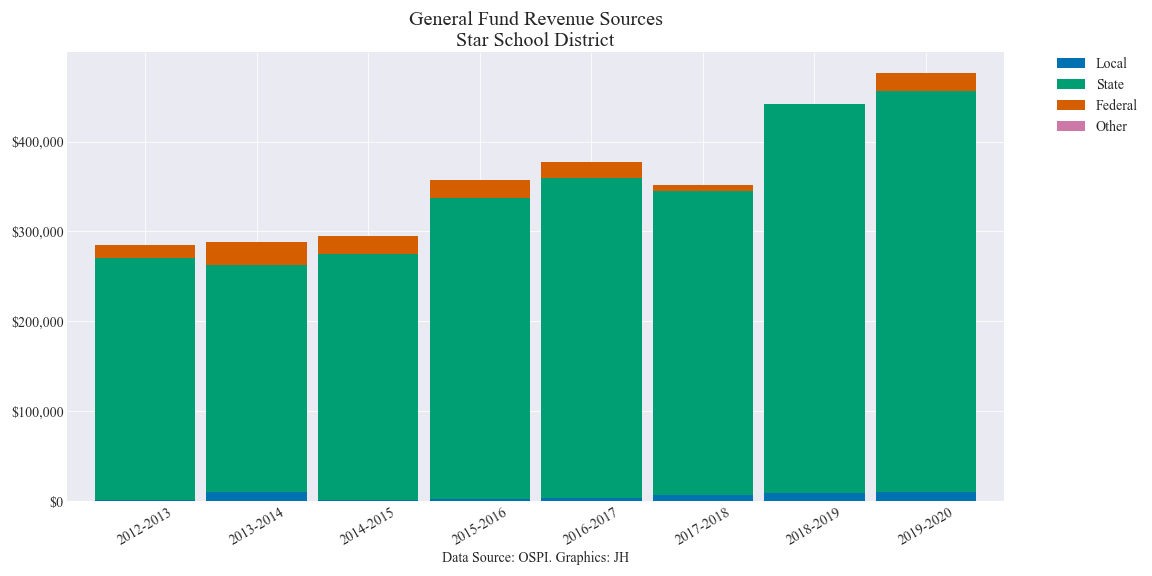 General Fund Revenue Sources
Star School District
Local
State
Federal
Other
$400,000
$300,000
$200,000
$100,000
$0
2012-2013
2013-2014
2014-2015
2015-2016
2016-2017
2017-2018
2018-2019
2019-2020
Data Source: OSPI. Graphics: JH